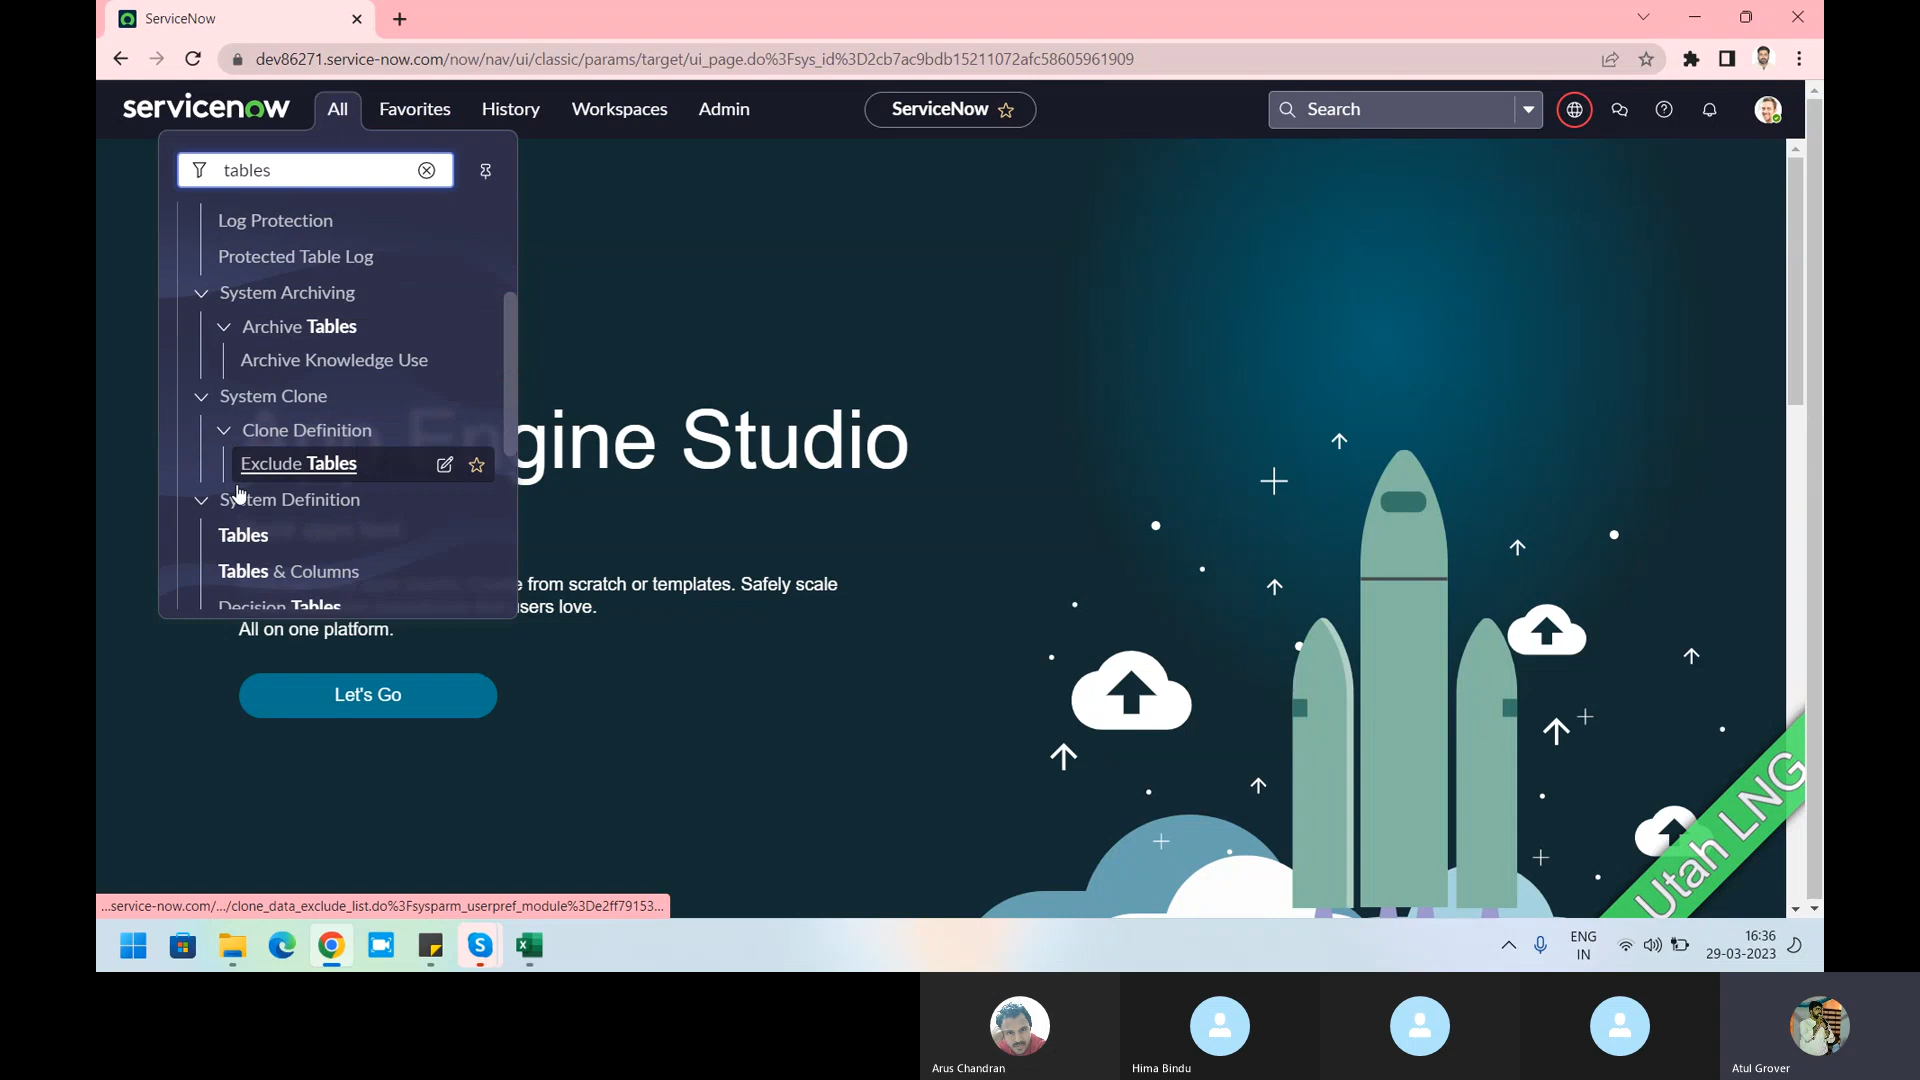 ServiceNow
dev86271.service-now.com/now/nav/ui/classic/params/target/ui_page.do%3Fsys_id%3D2cb7ac9bdb15211072afc58605961909
servicenow
All
Favorites
History
Workspaces
Admin
ServiceNow
Search
tables
Log Protection
Protected Table Log
System Archiving
Archive Tables
Archive Knowledge Use
System Clone
Clone Definition
Exclude Tables
System Definition
Tables
Tables & Columns
Decision Tables
gine Studio
from scratch or templates. Safely scale
users love.
All on one platform.
Let's Go
Utah LNG
...service-now.com/.../clone_data_exclude_list.do%3Fsysparm_userpref_module%3De2ff79153...
ENG
IN
16:36
29-03-2023
Arus Chandran
Hima Bindu
Atul Grover